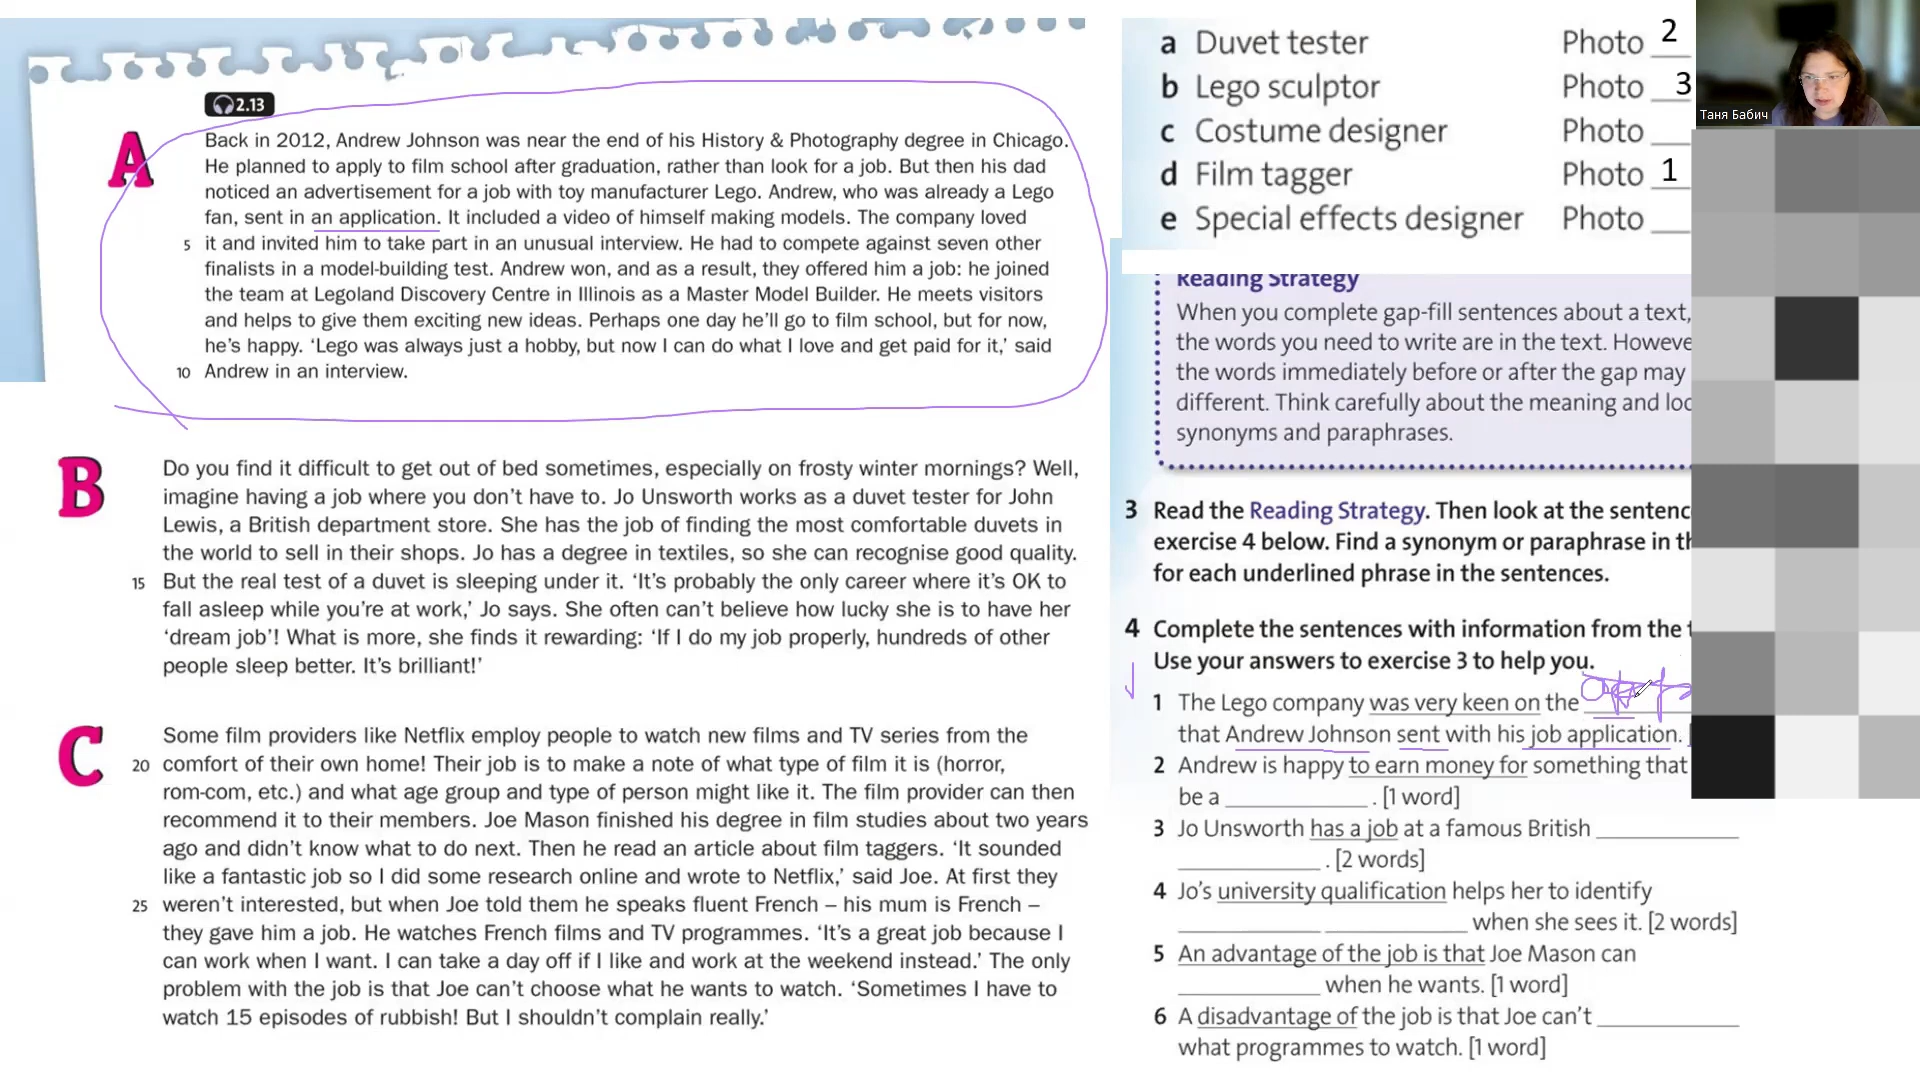 2.13
A
Back in 2012, Andrew Johnson was near the end of his History & Photography degree in Chicago.
He planned to apply to film school after graduation, rather than look for a job. But then his dad
noticed an advertisement for a job with toy manufacturer Lego. Andrew, who was already a Lego
fan, sent in an application. It included a video of himself making models. The company loved
5 it and invited him to take part in an unusual interview. He had to compete against seven other
finalists in a model-building test. Andrew won, and as a result, they offered him a job: he joined
the team at Legoland Discovery Centre in Illinois as a Master Model Builder. He meets visitors
and helps to give them exciting new ideas. Perhaps one day he'll go to film school, but for now,
he's happy. 'Lego was always just a hobby, but now I can do what I love and get paid for it,' said
10 Andrew in an interview.
B
Do you find it difficult to get out of bed sometimes, especially on frosty winter mornings? Well,
imagine having a job where you don't have to. Jo Unsworth works as a duvet tester for John
Lewis, a British department store. She has the job of finding the most comfortable duvets in
the world to sell in their shops. Jo has a degree in textiles, so she can recognise good quality.
15 But the real test of a duvet is sleeping under it. 'It's probably the only career where it's OK to
fall asleep while you're at work,' Jo says. She often can't believe how lucky she is to have her
'dream job'! What is more, she finds it rewarding: 'If I do my job properly, hundreds of other
people sleep better. It's brilliant!'
C
Some film providers like Netflix employ people to watch new films and TV series from the
20 comfort of their own home! Their job is to make a note of what type of film it is (horror,
rom-com, etc.) and what age group and type of person might like it. The film provider can then
recommend it to their members. Joe Mason finished his degree in film studies about two years
ago and didn't know what to do next. Then he read an article about film taggers. 'It sounded
like a fantastic job so I did some research online and wrote to Netflix,' said Joe. At first they
25 weren't interested, but when Joe told them he speaks fluent French – his mum is French –
they gave him a job. He watches French films and TV programmes. 'It's a great job because I
can work when I want. I can take a day off if I like and work at the weekend instead.' The only
problem with the job is that Joe can't choose what he wants to watch. 'Sometimes I have to
watch 15 episodes of rubbish! But I shouldn't complain really.'
a Duvet tester Photo 2
b Lego sculptor Photo 3
c Costume designer Photo __
d Film tagger Photo 1
e Special effects designer Photo __
Таня Бабич
Reading Strategy
When you complete gap-fill sentences about a text,
the words you need to write are in the text. Howeve
the words immediately before or after the gap may
different. Think carefully about the meaning and loo
synonyms and paraphrases.
3 Read the Reading Strategy. Then look at the sentenc
exercise 4 below. Find a synonym or paraphrase in th
for each underlined phrase in the sentences.
4 Complete the sentences with information from the t
Use your answers to exercise 3 to help you.
1 The Lego company was very keen on the
that Andrew Johnson sent with his job application. [
2 Andrew is happy to earn money for something that
be a __________ . [1 word]
3 Jo Unsworth has a job at a famous British __________
__________ . [2 words]
4 Jo's university qualification helps her to identify
__________ __________ when she sees it. [2 words]
5 An advantage of the job is that Joe Mason can
__________ when he wants. [1 word]
6 A disadvantage of the job is that Joe can't __________
what programmes to watch. [1 word]